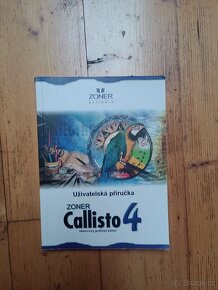 ZONER
software
Uživatelská příručka
ZONER
Callisto 4
Vektorový grafický editor